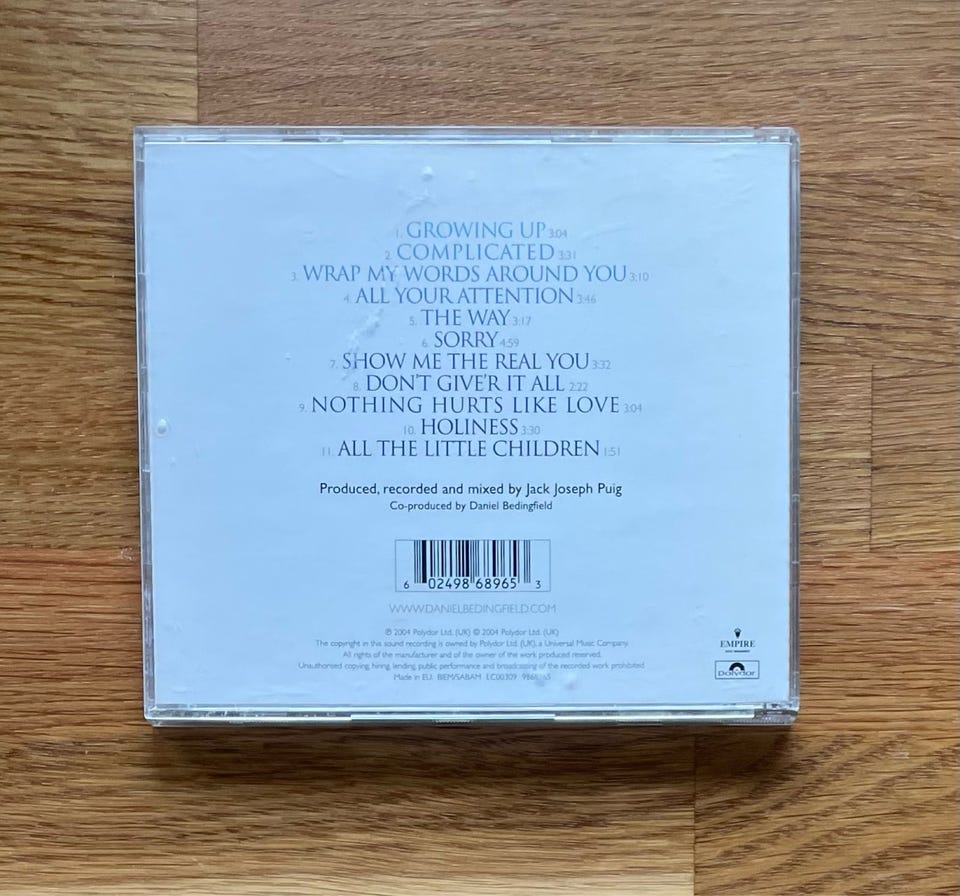 1. GROWING UP 3:04
2. COMPLICATED 3:31
3. WRAP MY WORDS AROUND YOU 3:10
4. ALL YOUR ATTENTION 3:46
5. THE WAY 3:17
6. SORRY 4:59
7. SHOW ME THE REAL YOU 3:32
8. DON'T GIVE'R IT ALL 2:22
9. NOTHING HURTS LIKE LOVE 3:04
10. HOLINESS 3:30
11. ALL THE LITTLE CHILDREN 1:51
Produced, recorded and mixed by Jack Joseph Puig
Co-produced by Daniel Bedingfield
6 02498 68965 3
WWW.DANIELBEDINGFIELD.COM
℗ 2004 Polydor Ltd. (UK) © 2004 Polydor Ltd. (UK)
The copyright in this sound recording is owned by Polydor Ltd. (UK), a Universal Music Company.
All rights of the manufacturer and of the owner of the work produced reserved.
Unauthorised copying, hiring, lending, public performance and broadcasting of the recorded work prohibited
Made in E.U. BIEM/SABAM LC00309
EMPIRE
Polydor